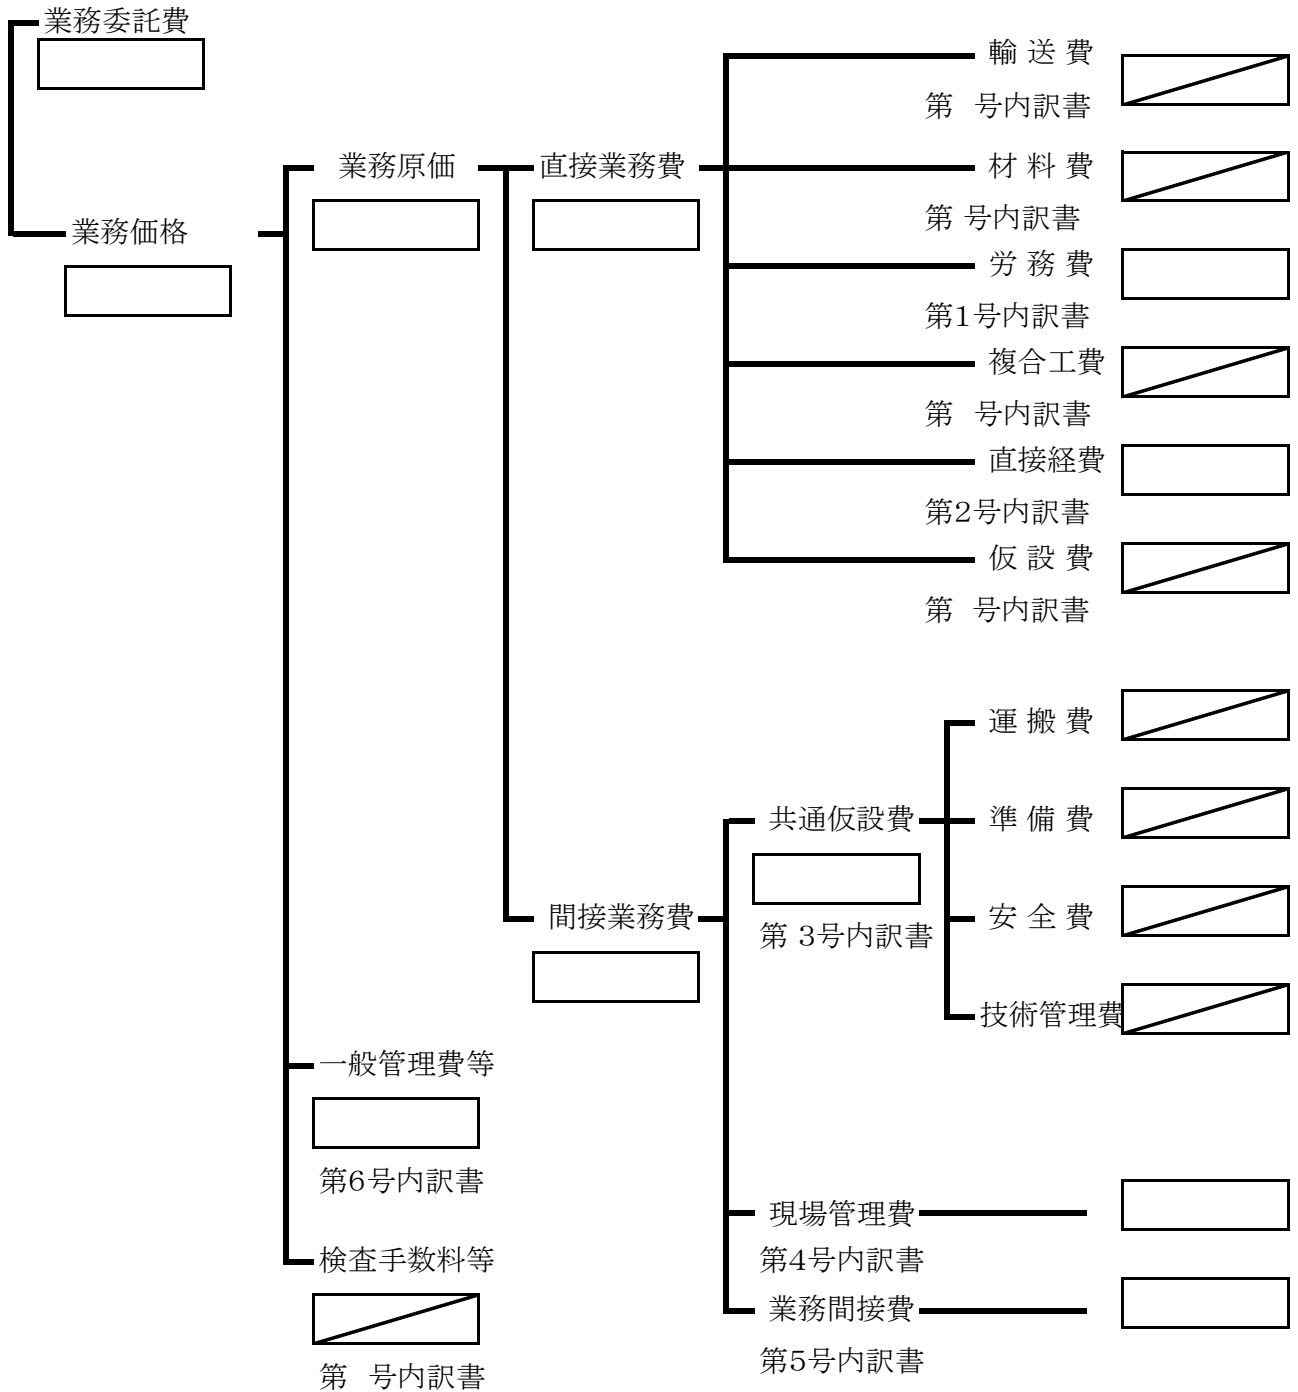 業務委託費
輸 送 費
第　号内訳書
業務原価
直接業務費
材 料 費
業務価格
第 号内訳書
労 務 費
第1号内訳書
複合工費
第　号内訳書
直接経費
第2号内訳書
仮 設 費
第　号内訳書
運 搬 費
共通仮設費
準 備 費
間接業務費
安 全 費
第 3号内訳書
技術管理費
一般管理費等
第6号内訳書
現場管理費
検査手数料等
第4号内訳書
業務間接費
第5号内訳書
第　号内訳書